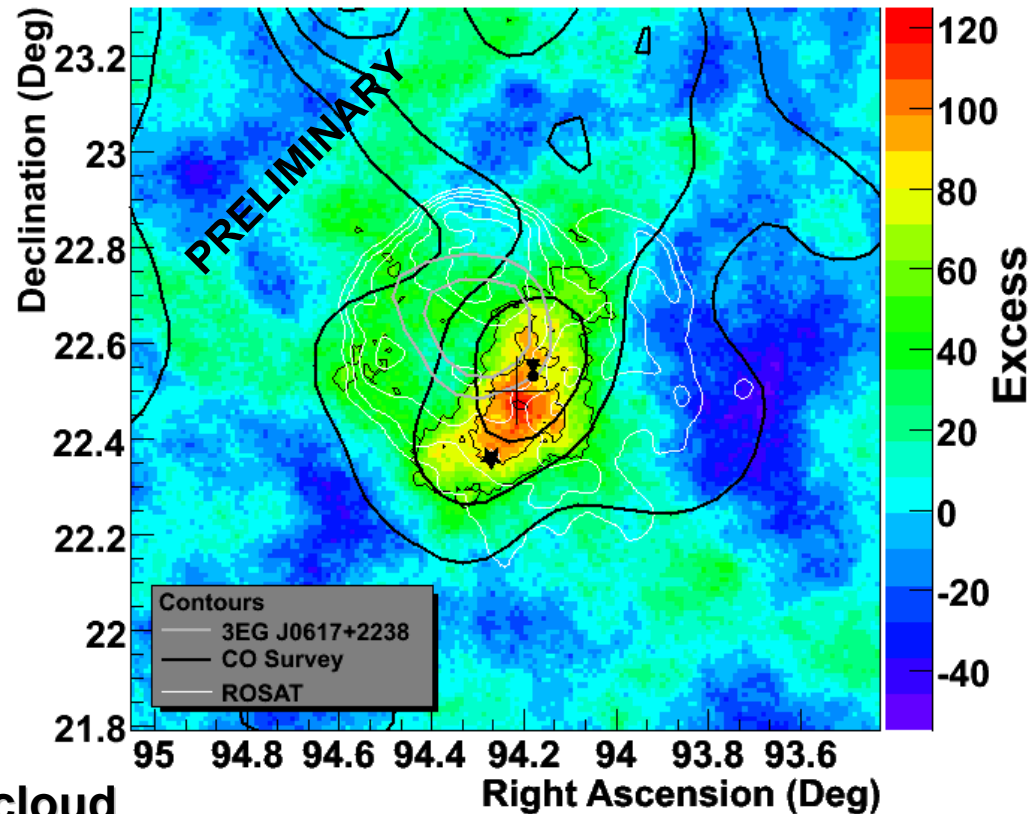 Declination (Deg)
23.2
23
22.8
22.6
22.4
22.2
22
21.8
PRELIMINARY
Contours
3EG J0617+2238
CO Survey
ROSAT
95
94.8
94.6
94.4
94.2
94
93.8
93.6
Right Ascension (Deg)
120
100
80
60
40
20
0
-20
-40
Excess
cloud